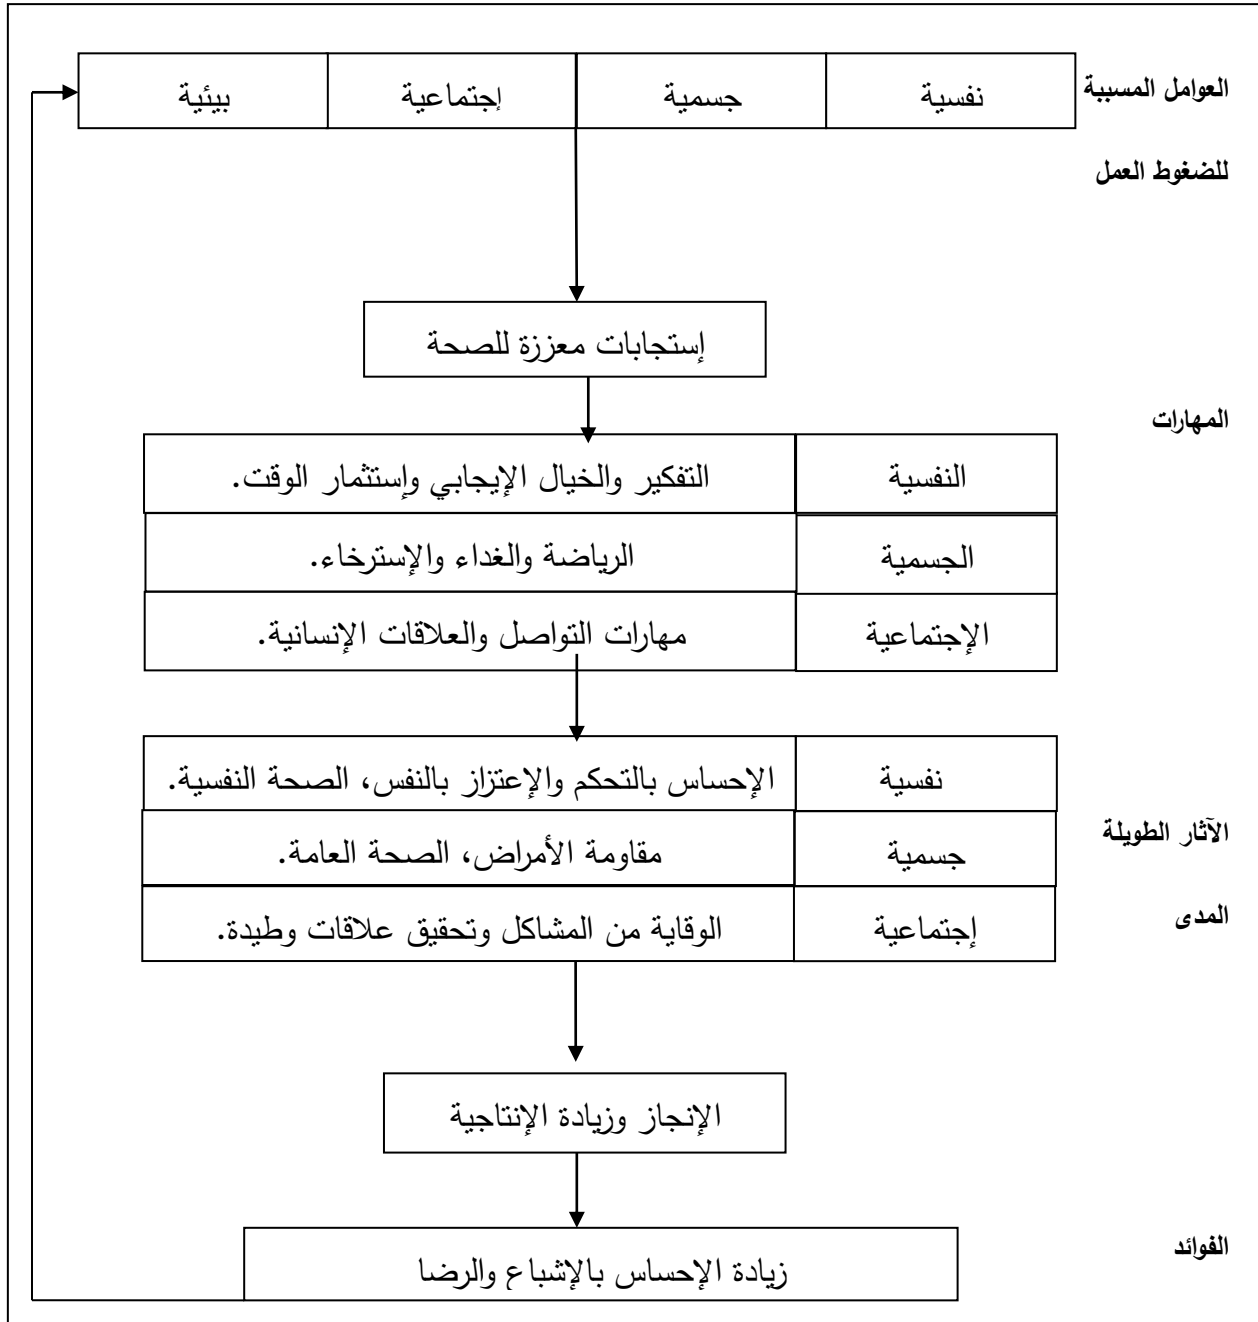 العوامل المسببة
نفسية
جسمية
إجتماعية
بيئية
للضغوط العمل
إستجابات معززة للصحة
المهارات
النفسية
التفكير والخيال الإيجابي وإستثمار الوقت.
الجسمية
الرياضة والغداء والإسترخاء.
الإجتماعية
مهارات التواصل والعلاقات الإنسانية.
نفسية
الإحساس بالتحكم والإعتزاز بالنفس، الصحة النفسية.
الآثار الطويلة
جسمية
مقاومة الأمراض، الصحة العامة.
المدى
إجتماعية
الوقاية من المشاكل وتحقيق علاقات وطيدة.
الإنجاز وزيادة الإنتاجية
الفوائد
زيادة الإحساس بالإشباع والرضا